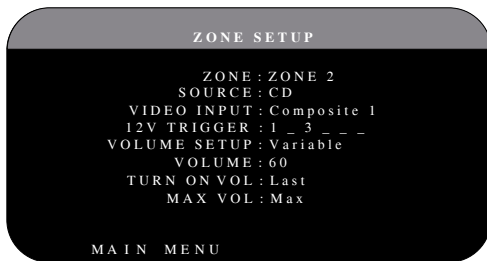 ZONE SETUP
ZONE : ZONE 2
SOURCE : CD
VIDEO INPUT : Composite 1
12V TRIGGER : 1 _ 3 _ _ _
VOLUME SETUP : Variable
VOLUME : 60
TURN ON VOL : Last
MAX VOL : Max
MAIN MENU